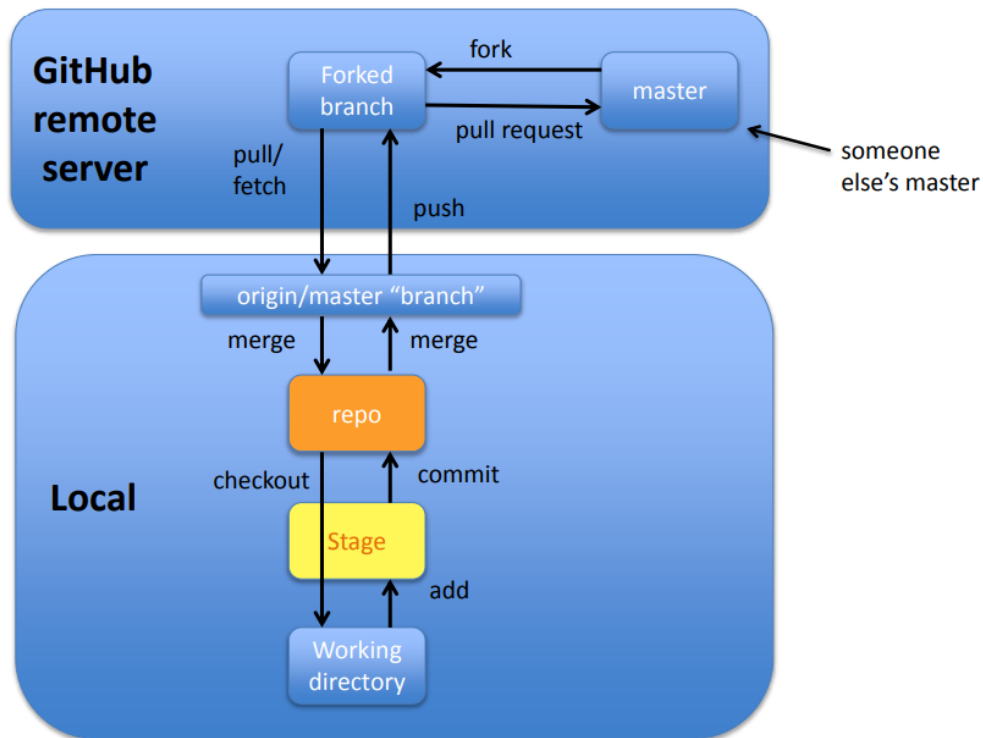 GitHub
remote
server
fork
Forked
branch
master
pull request
pull/
fetch
push
someone
else's master
origin/master “branch”
merge
merge
repo
Local
checkout
commit
Stage
add
Working
directory